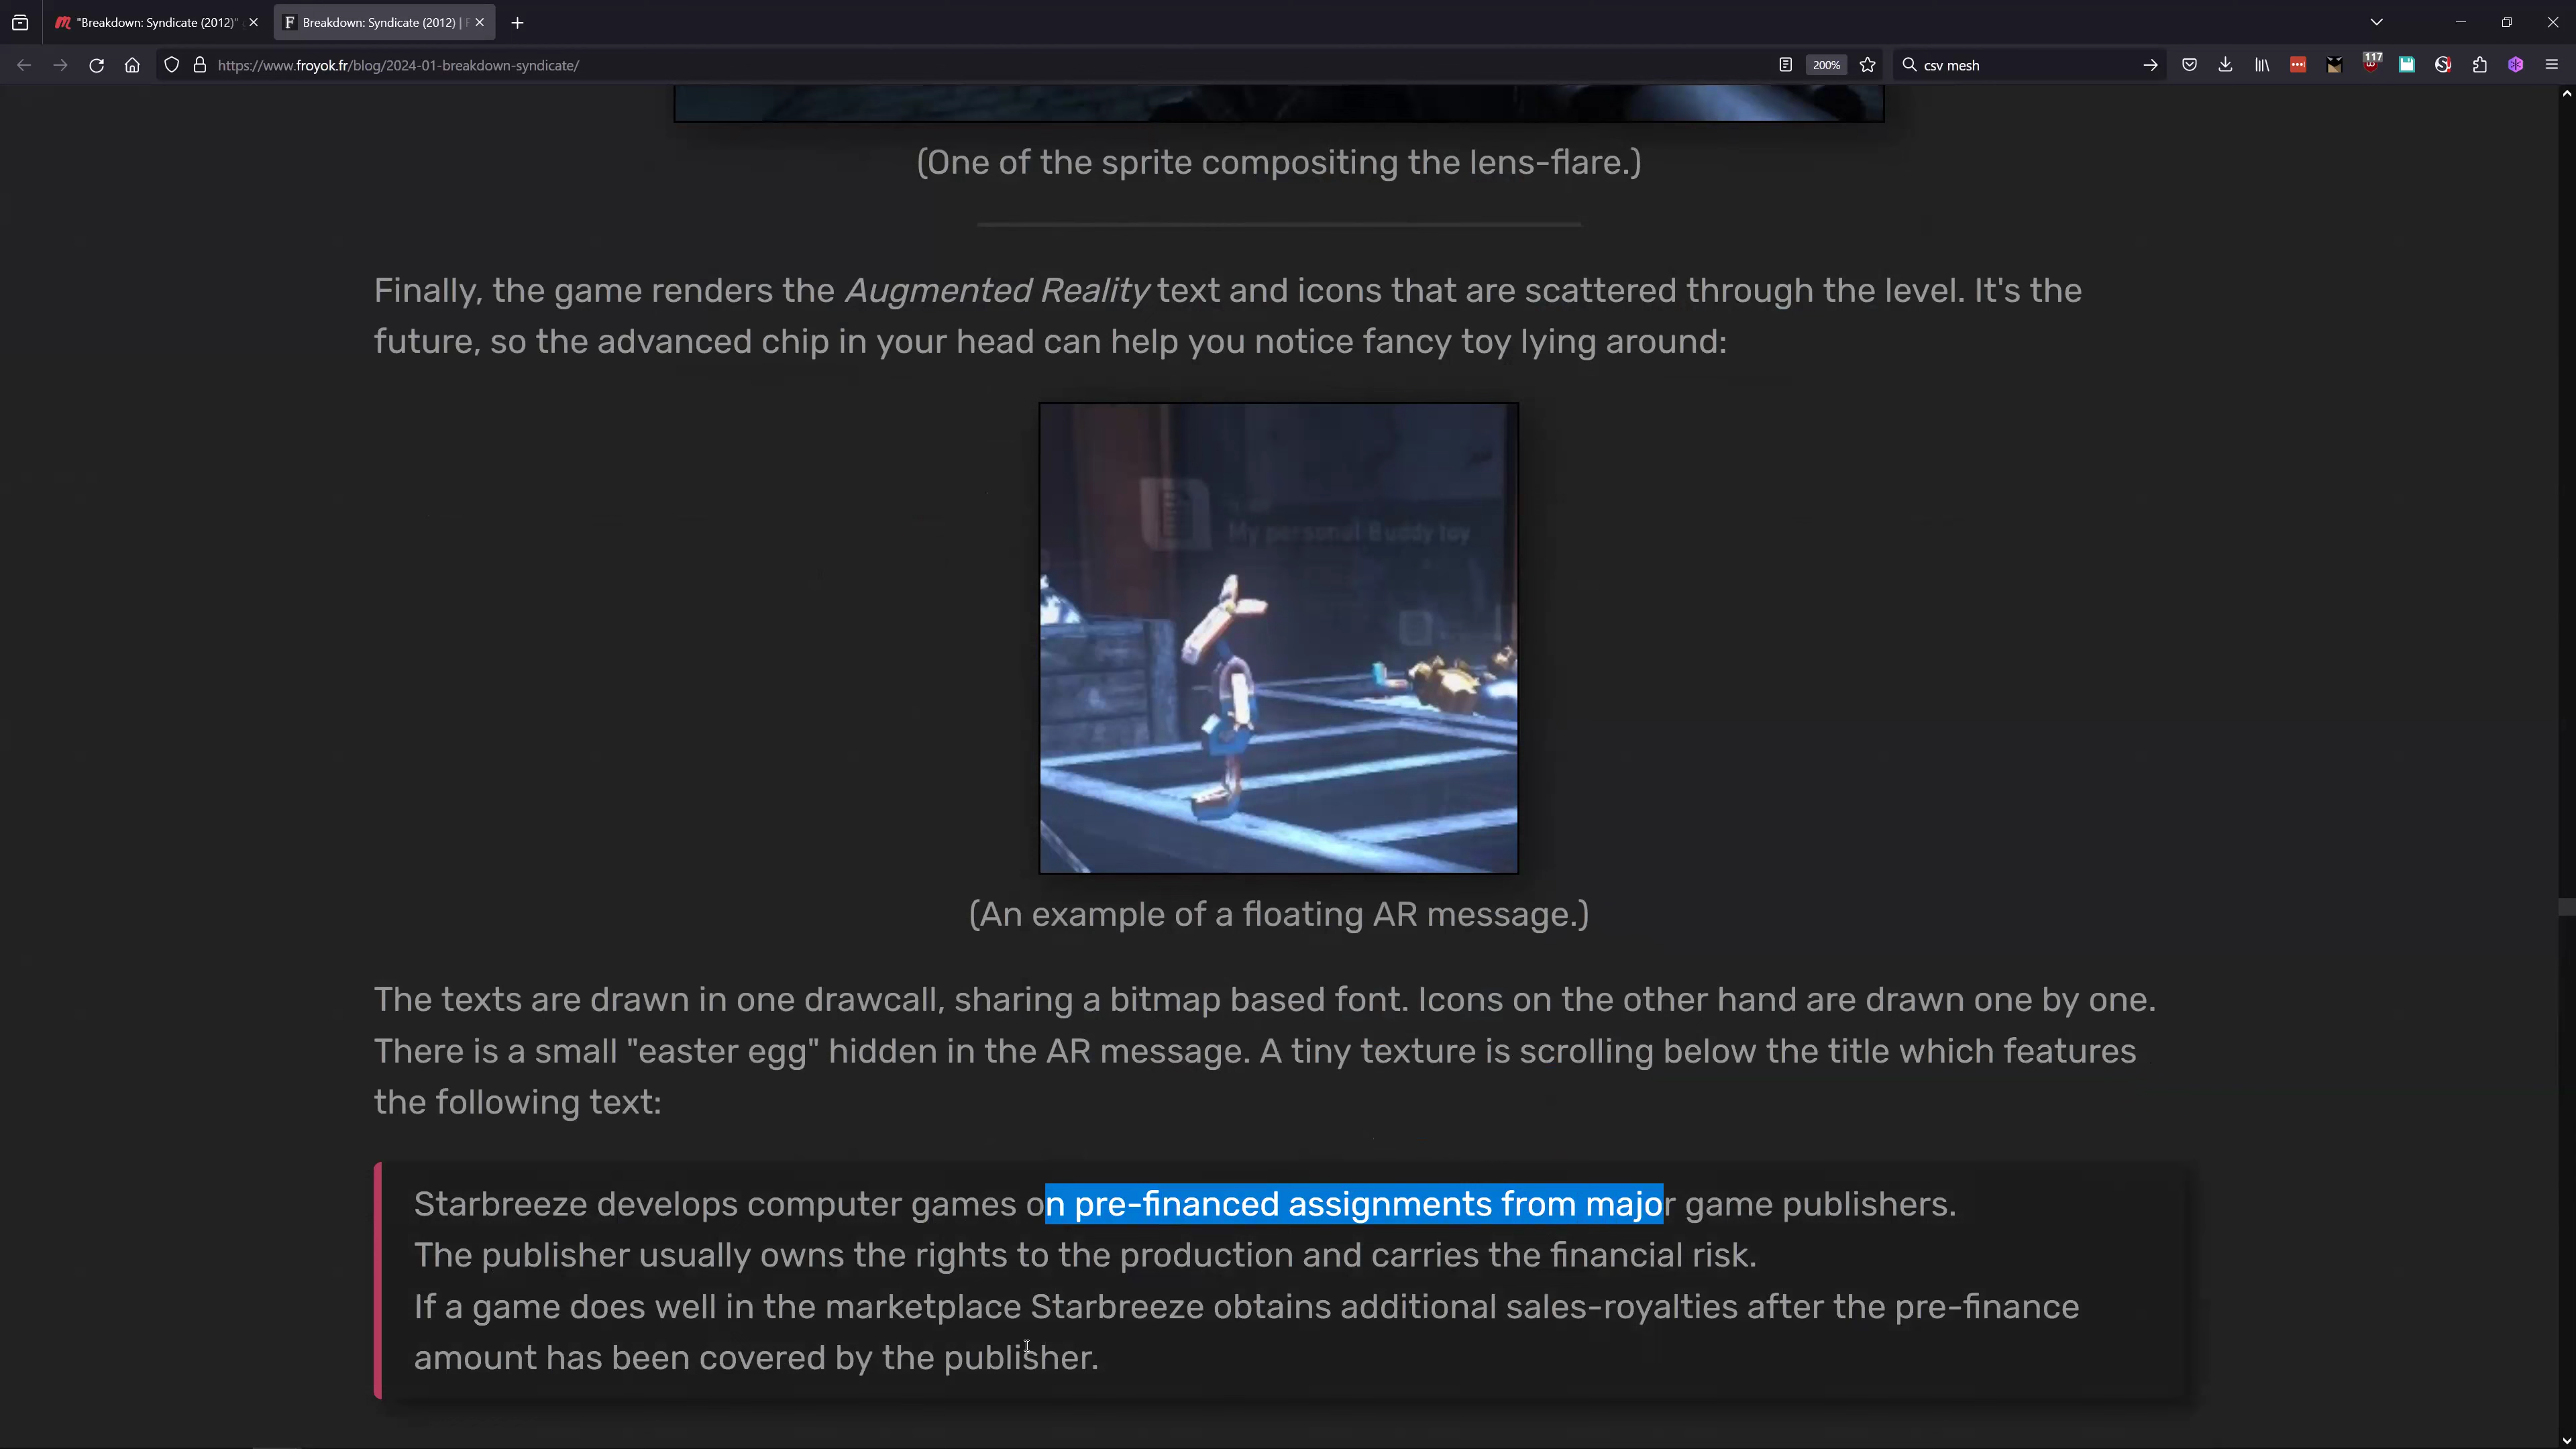 "Breakdown: Syndicate (2012)"
Breakdown: Syndicate (2012) |
https://www.froyok.fr/blog/2024-01-breakdown-syndicate/
200%
csv mesh
117
(One of the sprite compositing the lens-flare.)
Finally, the game renders the Augmented Reality text and icons that are scattered through the level. It's the
future, so the advanced chip in your head can help you notice fancy toy lying around:
My personal Buddy toy
(An example of a floating AR message.)
The texts are drawn in one drawcall, sharing a bitmap based font. Icons on the other hand are drawn one by one.
There is a small "easter egg" hidden in the AR message. A tiny texture is scrolling below the title which features
the following text:
Starbreeze develops computer games on pre-financed assignments from major game publishers.
The publisher usually owns the rights to the production and carries the financial risk.
If a game does well in the marketplace Starbreeze obtains additional sales-royalties after the pre-finance
amount has been covered by the publisher.